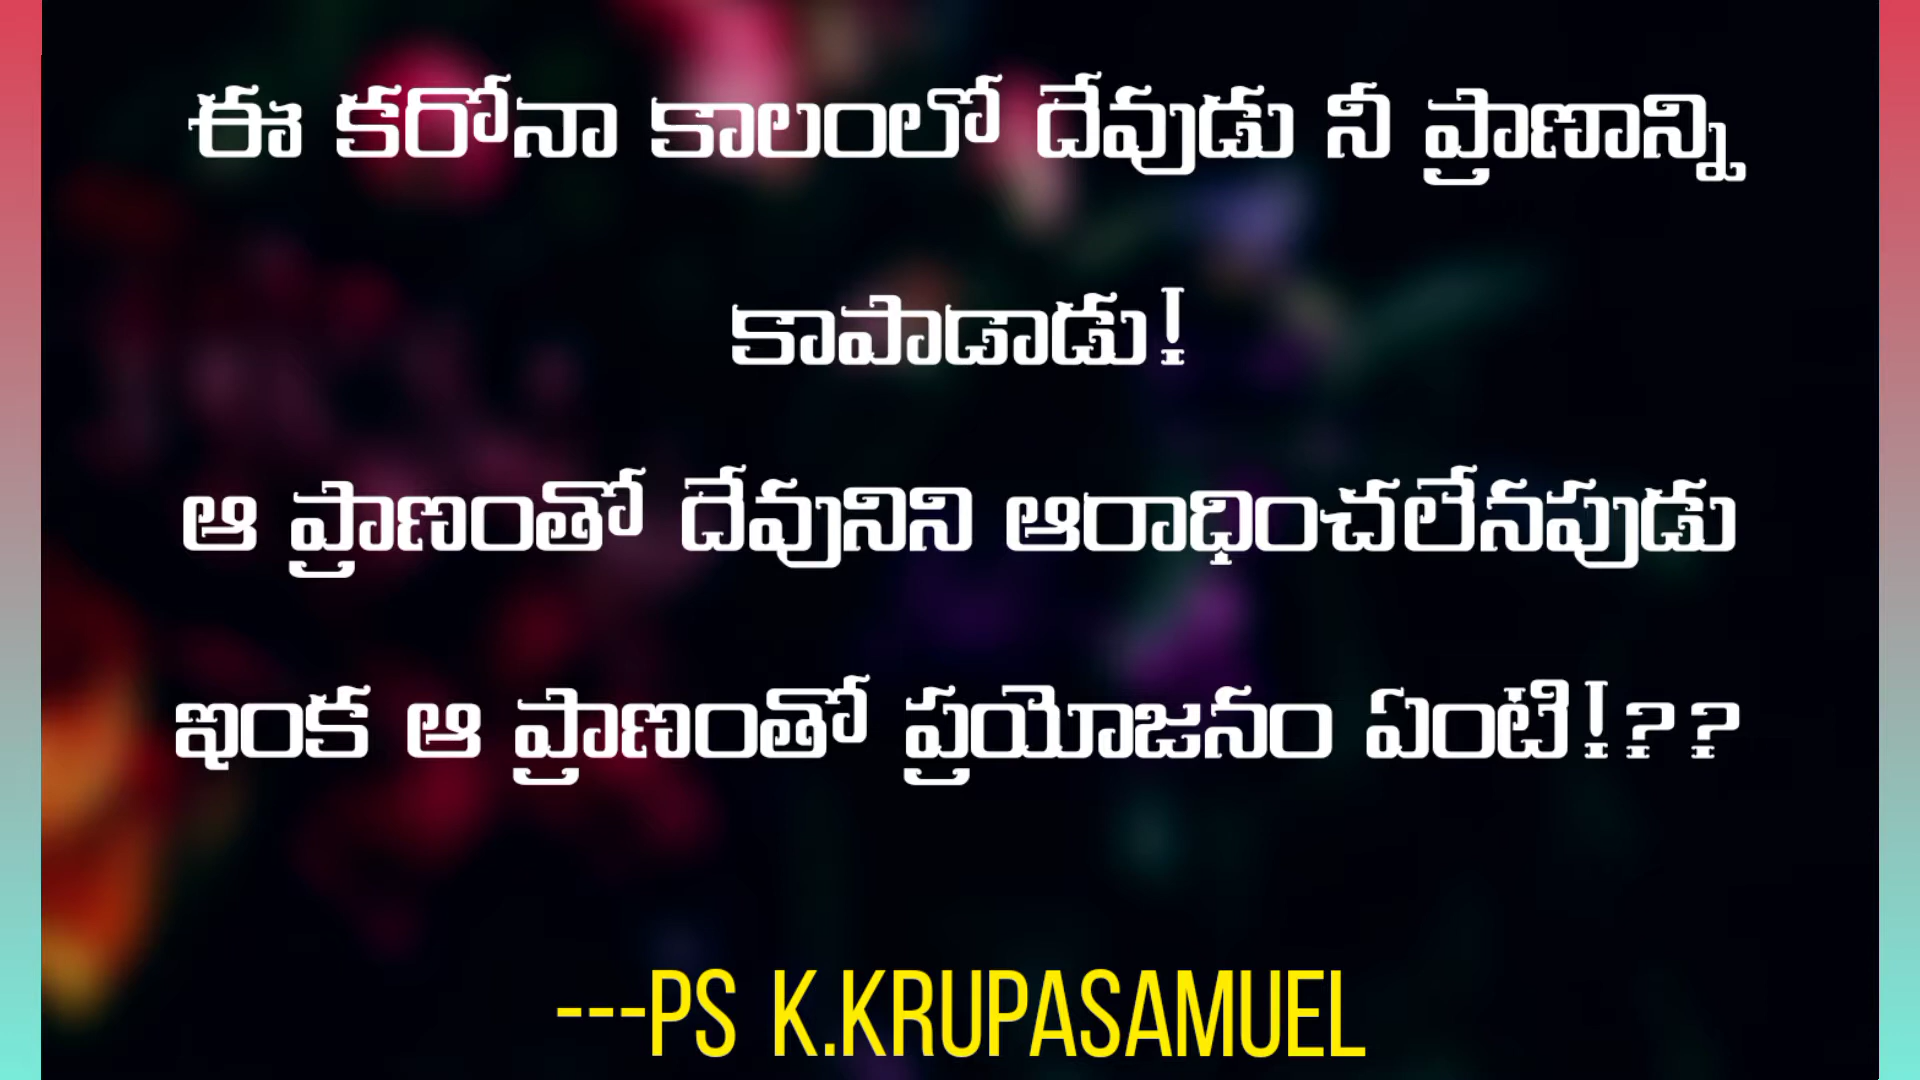 ఈ కరోనా కాలంలో దేవుడు నీ ప్రాణాన్ని
కాపాడాడు!
ఆ ప్రాణంతో దేవునిని ఆరాధించలేనపుడు
ఇంక ఆ ప్రాణంతో ప్రయోజనం ఏంటి!??
---PS K.KRUPASAMUEL